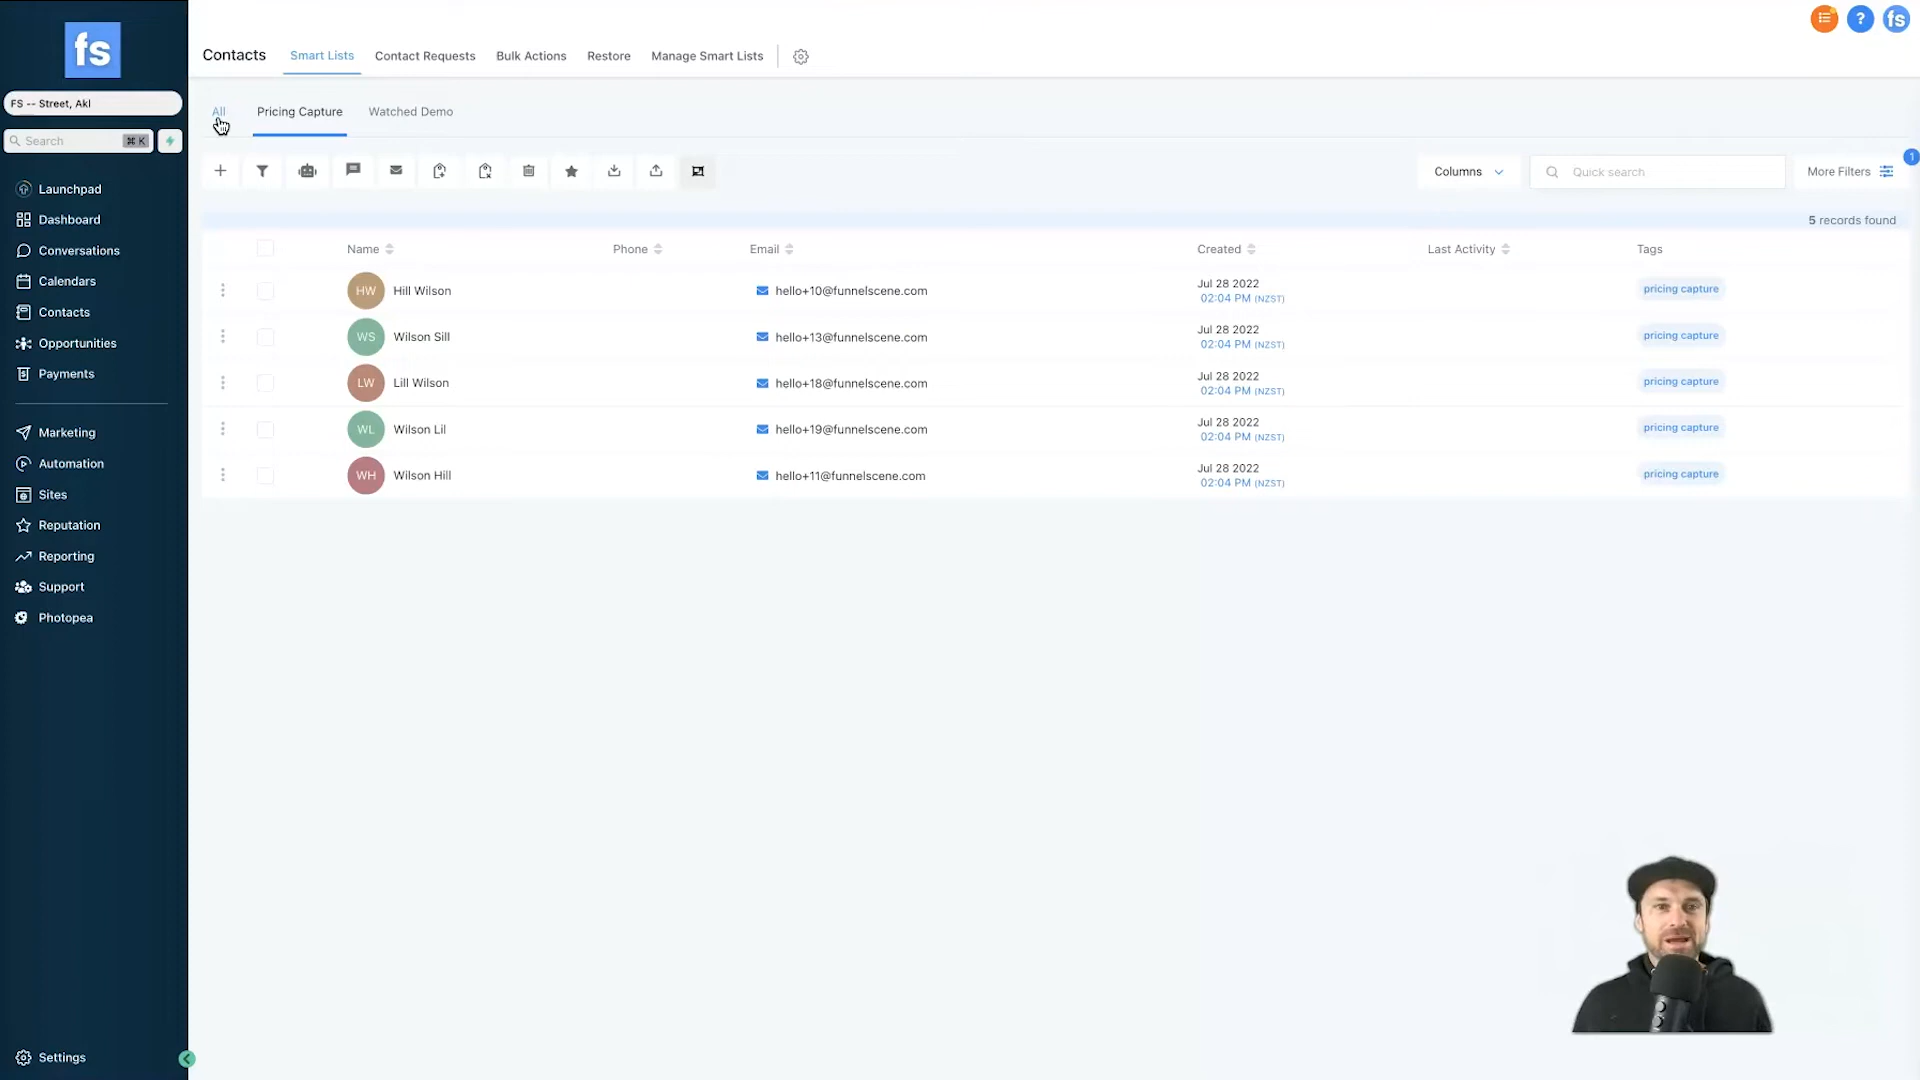 fs
FS -- Street, Akl
Search ⌘ K
Launchpad
Dashboard
Conversations
Calendars
Contacts
Opportunities
Payments
Marketing
Automation
Sites
Reputation
Reporting
Support
Photopea
Settings
fs
?
Contacts Smart Lists Contact Requests Bulk Actions Restore Manage Smart Lists
All Pricing Capture Watched Demo
Columns Quick search More Filters 1
5 records found
Name Phone Email Created Last Activity Tags
HW Hill Wilson hello+10@funnelscene.com Jul 28 2022 pricing capture
02:04 PM (NZST)
WS Wilson Sill hello+13@funnelscene.com Jul 28 2022 pricing capture
02:04 PM (NZST)
LW Lill Wilson hello+18@funnelscene.com Jul 28 2022 pricing capture
02:04 PM (NZST)
WL Wilson Lil hello+19@funnelscene.com Jul 28 2022 pricing capture
02:04 PM (NZST)
WH Wilson Hill hello+11@funnelscene.com Jul 28 2022 pricing capture
02:04 PM (NZST)